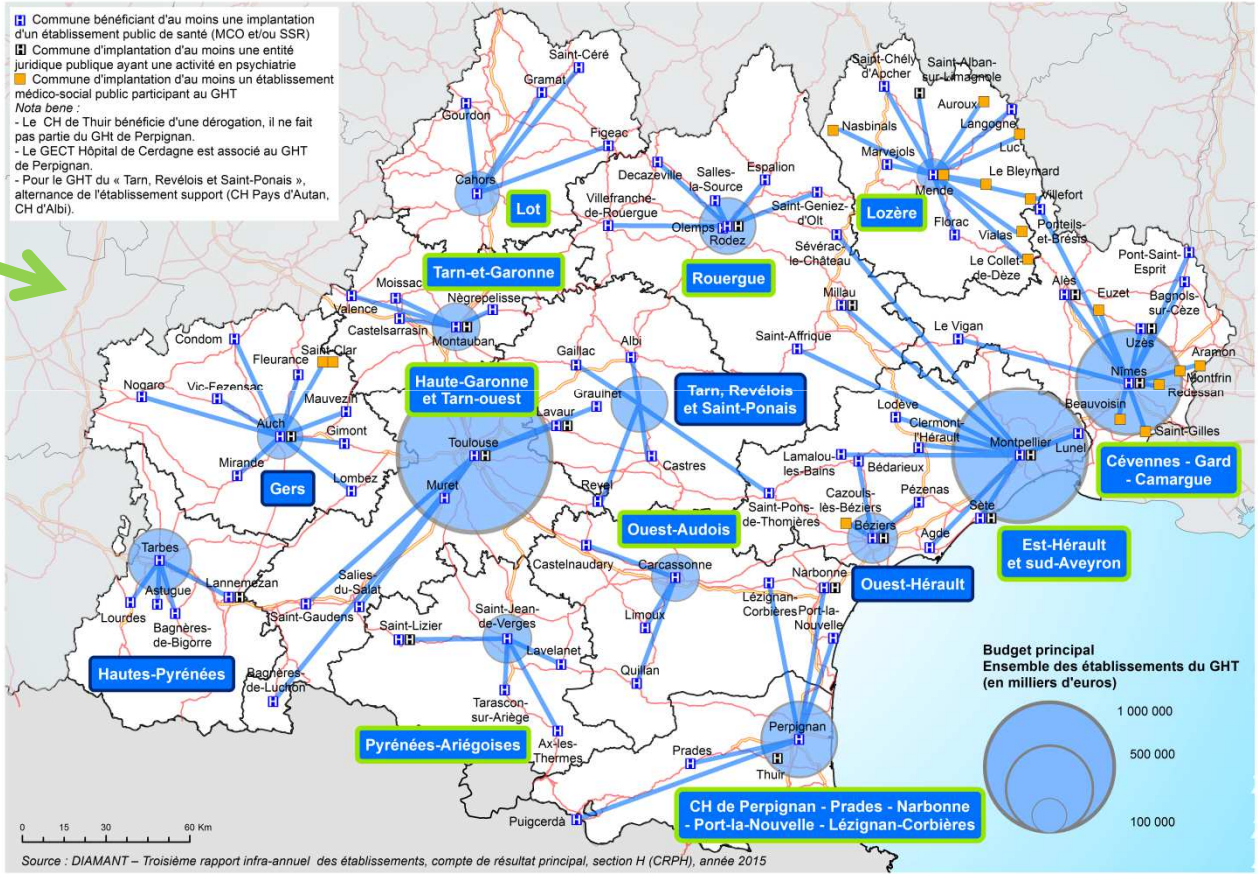 Commune bénéficiant d'au moins une implantation
d'un établissement public de santé (MCO et/ou SSR)
Commune d'implantation d'au moins une entité
juridique publique ayant une activité en psychiatrie
Commune d'implantation d'au moins un établissement
médico-social public participant au GHT
Nota bene :
- Le CH de Thuir bénéficie d'une dérogation, il ne fait
pas partie du GHt de Perpignan.
- Le GECT Hôpital de Cerdagne est associé au GHT
de Perpignan.
- Pour le GHT du « Tarn, Revélois et Saint-Ponais »,
alternance de l'établissement support (CH Pays d'Autan,
CH d'Albi).
Saint-Céré
Gramat
Gourdon
Figeac
Cahors
Lot
Saint-Chély
d'Apcher
Saint-Alban-
sur-Limagnole
Auroux
Langogne
Nasbinals
Luc
Marvejols
Le Bleymard
Mende
Villefort
Lozère
Florac
Vialas
Ponteils-
et-Brésis
Le Collet-
de-Dèze
Decazeville
Salles-
la-Source
Espalion
Villefranche-
de-Rouergue
Saint-Geniez-
d'Olt
Olemps
Rodez
Rouergue
Sévérac-
le-Château
Millau
Saint-Affrique
Tarn-et-Garonne
Moissac
Nègrepelisse
Valence
Castelsarrasin
Montauban
Pont-Saint-
Esprit
Alès
Euzet
Bagnols-
sur-Cèze
Le Vigan
Uzès
Aramon
Nîmes
Montfrin
Redessan
Beauvoisin
Saint-Gilles
Cévennes - Gard
- Camargue
Condom
Fleurance
Saint-Clar
Nogaro
Vic-Fezensac
Mauvezin
Auch
Gimont
Mirande
Lombez
Gers
Haute-Garonne
et Tarn-ouest
Gaillac
Albi
Graulhet
Lavaur
Toulouse
Muret
Castres
Revel
Tarn, Revélois
et Saint-Ponais
Saint-Pons-
de-Thomières
Lodève
Clermont-
l'Hérault
Montpellier
Lunel
Lamalou-
les-Bains
Bédarieux
Cazouls-
lès-Béziers
Pézenas
Béziers
Sète
Agde
Ouest-Hérault
Est-Hérault
et sud-Aveyron
Ouest-Audois
Castelnaudary
Carcassonne
Limoux
Quillan
Lézignan-
Corbières
Narbonne
Port-la-
Nouvelle
Tarbes
Lannemezan
Astugue
Lourdes
Bagnères-
de-Bigorre
Hautes-Pyrénées
Salies-
du-Salat
Saint-Gaudens
Bagnères-
de-Luchon
Saint-Jean-
de-Verges
Saint-Lizier
Lavelanet
Tarascon-
sur-Ariège
Ax-les-
Thermes
Pyrénées-Ariégoises
Perpignan
Prades
Thuir
Puigcerdà
CH de Perpignan - Prades - Narbonne
- Port-la-Nouvelle - Lézignan-Corbières
Budget principal
Ensemble des établissements du GHT
(en milliers d'euros)
1 000 000
500 000
100 000
0 15 30 60 Km
Source : DIAMANT – Troisième rapport infra-annuel des établissements, compte de résultat principal, section H (CRPH), année 2015